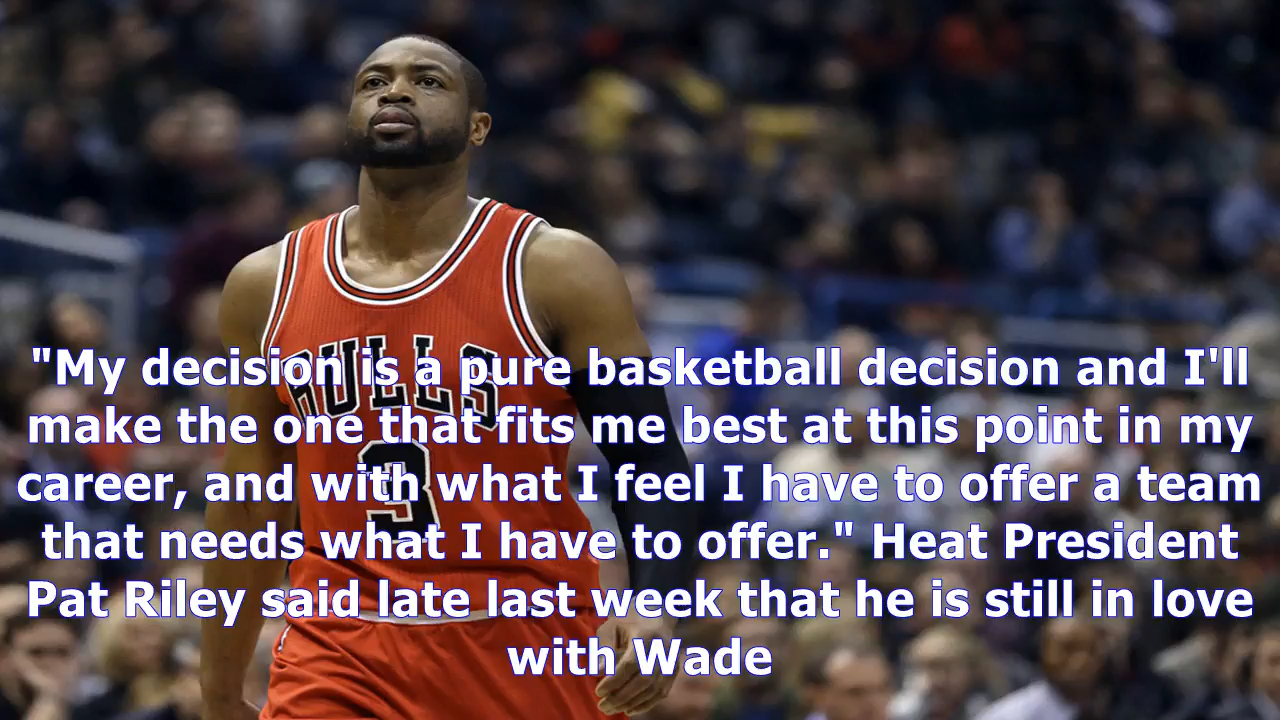 BULLS
3
"My decision is a pure basketball decision and I'll
make the one that fits me best at this point in my
career, and with what I feel I have to offer a team
that needs what I have to offer." Heat President
Pat Riley said late last week that he is still in love
with Wade